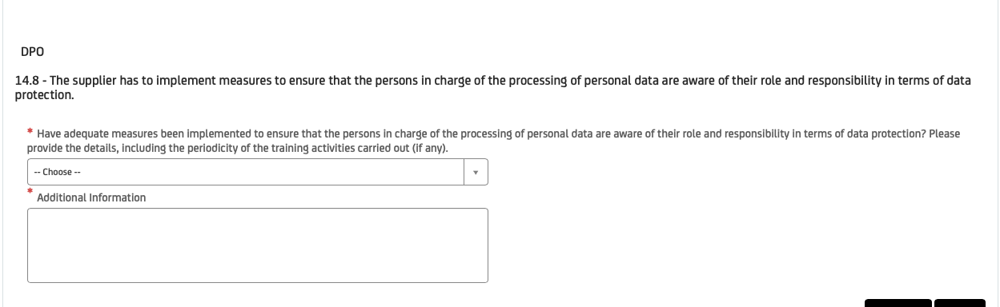 DPO
14.8 - The supplier has to implement measures to ensure that the persons in charge of the processing of personal data are aware of their role and responsibility in terms of data
protection.
* Have adequate measures been implemented to ensure that the persons in charge of the processing of personal data are aware of their role and responsibility in terms of data protection? Please
provide the details, including the periodicity of the training activities carried out (if any).
-- Choose --
* Additional Information